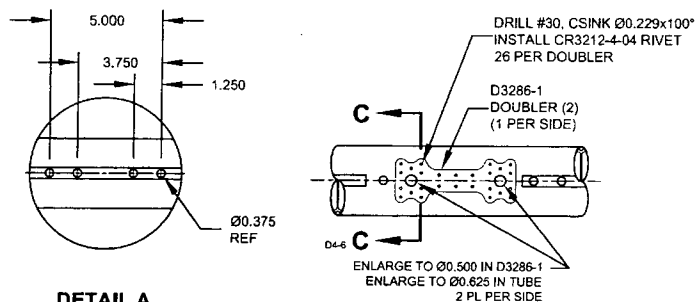 5.000
3.750
1.250
Ø0.375
REF
DETAIL A
DRILL #30, CSINK Ø0.229x100°
INSTALL CR3212-4-04 RIVET
26 PER DOUBLER
D3286-1
DOUBLER (2)
(1 PER SIDE)
C
C
D4-6
ENLARGE TO Ø0.500 IN D3286-1
ENLARGE TO Ø0.625 IN TUBE
2 PL PER SIDE